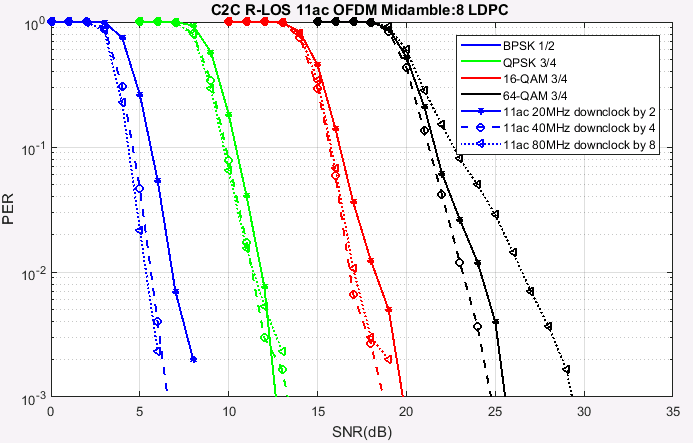 C2C R-LOS 11ac OFDM Midamble:8 LDPC
BPSK 1/2
QPSK 3/4
16-QAM 3/4
64-QAM 3/4
11ac 20MHz downclock by 2
11ac 40MHz downclock by 4
11ac 80MHz downclock by 8
PER
10^0
10^-1
10^-2
10^-3
0 5 10 15 20 25 30 35
SNR(dB)